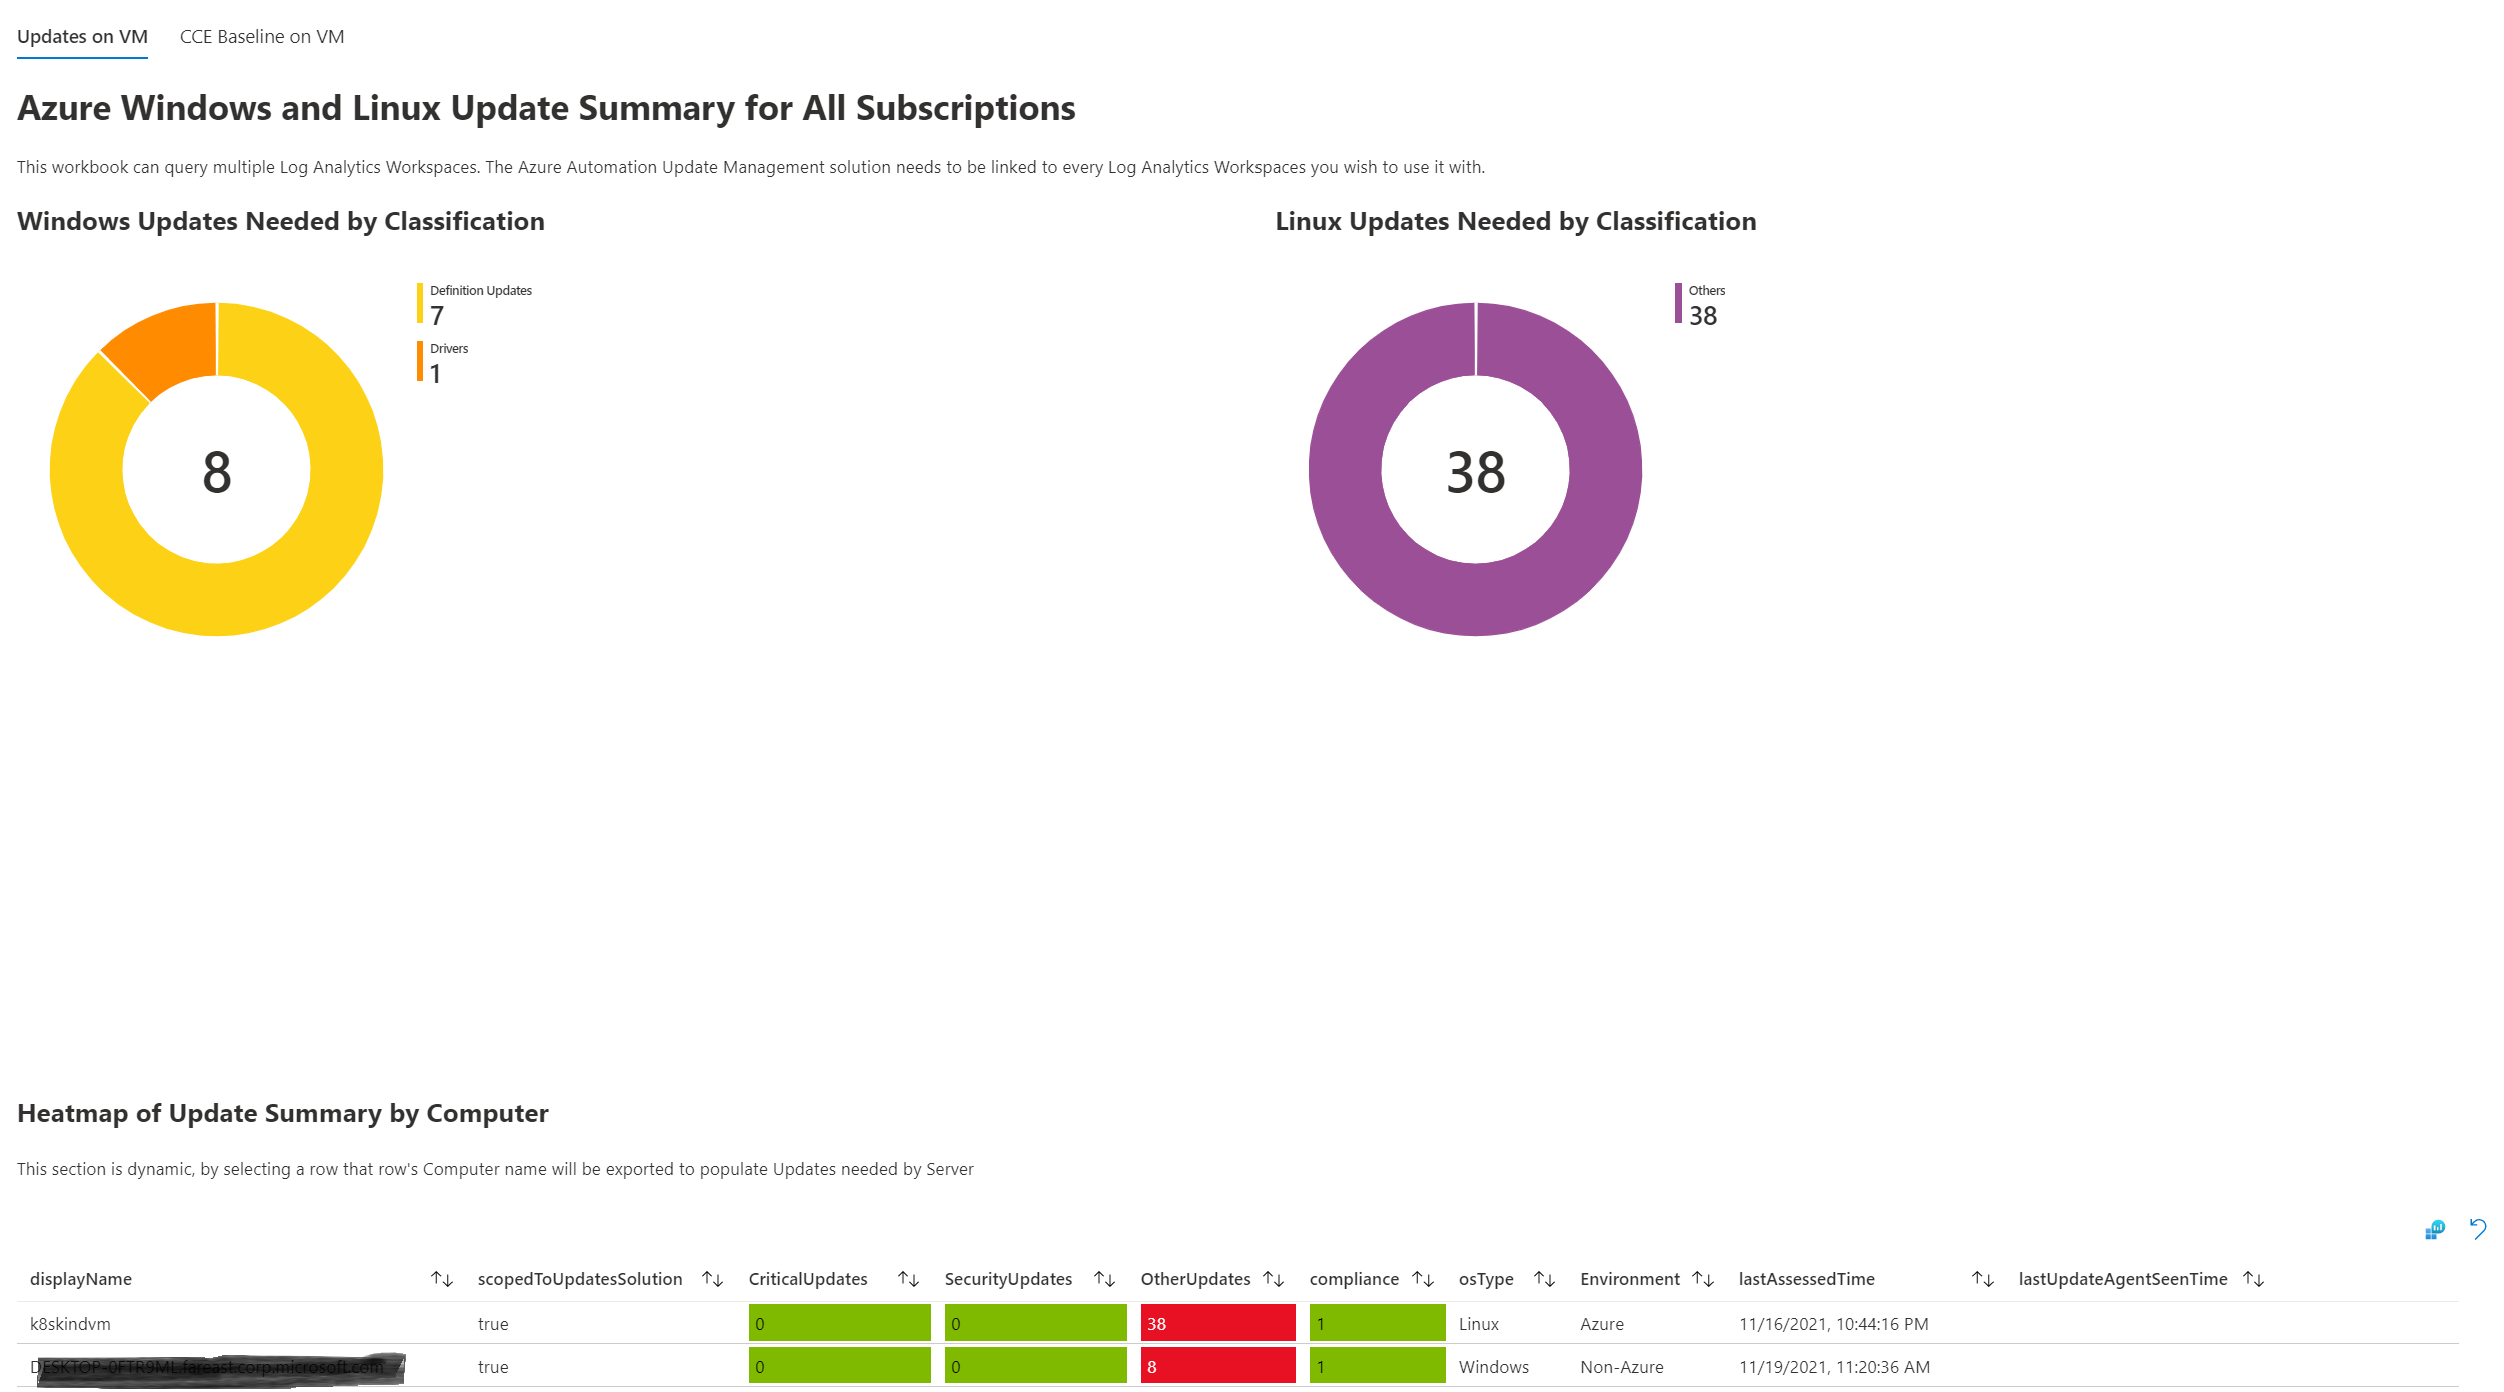 Updates on VM CCE Baseline on VM
Azure Windows and Linux Update Summary for All Subscriptions
This workbook can query multiple Log Analytics Workspaces. The Azure Automation Update Management solution needs to be linked to every Log Analytics Workspaces you wish to use it with.
Windows Updates Needed by Classification
Definition Updates
7
Drivers
1
8
Linux Updates Needed by Classification
Others
38
38
Heatmap of Update Summary by Computer
This section is dynamic, by selecting a row that row's Computer name will be exported to populate Updates needed by Server
displayName scopedToUpdatesSolution CriticalUpdates SecurityUpdates OtherUpdates compliance osType Environment lastAssessedTime lastUpdateAgentSeenTime
k8skindvm true 0 0 38 1 Linux Azure 11/16/2021, 10:44:16 PM
true 0 0 8 1 Windows Non-Azure 11/19/2021, 11:20:36 AM